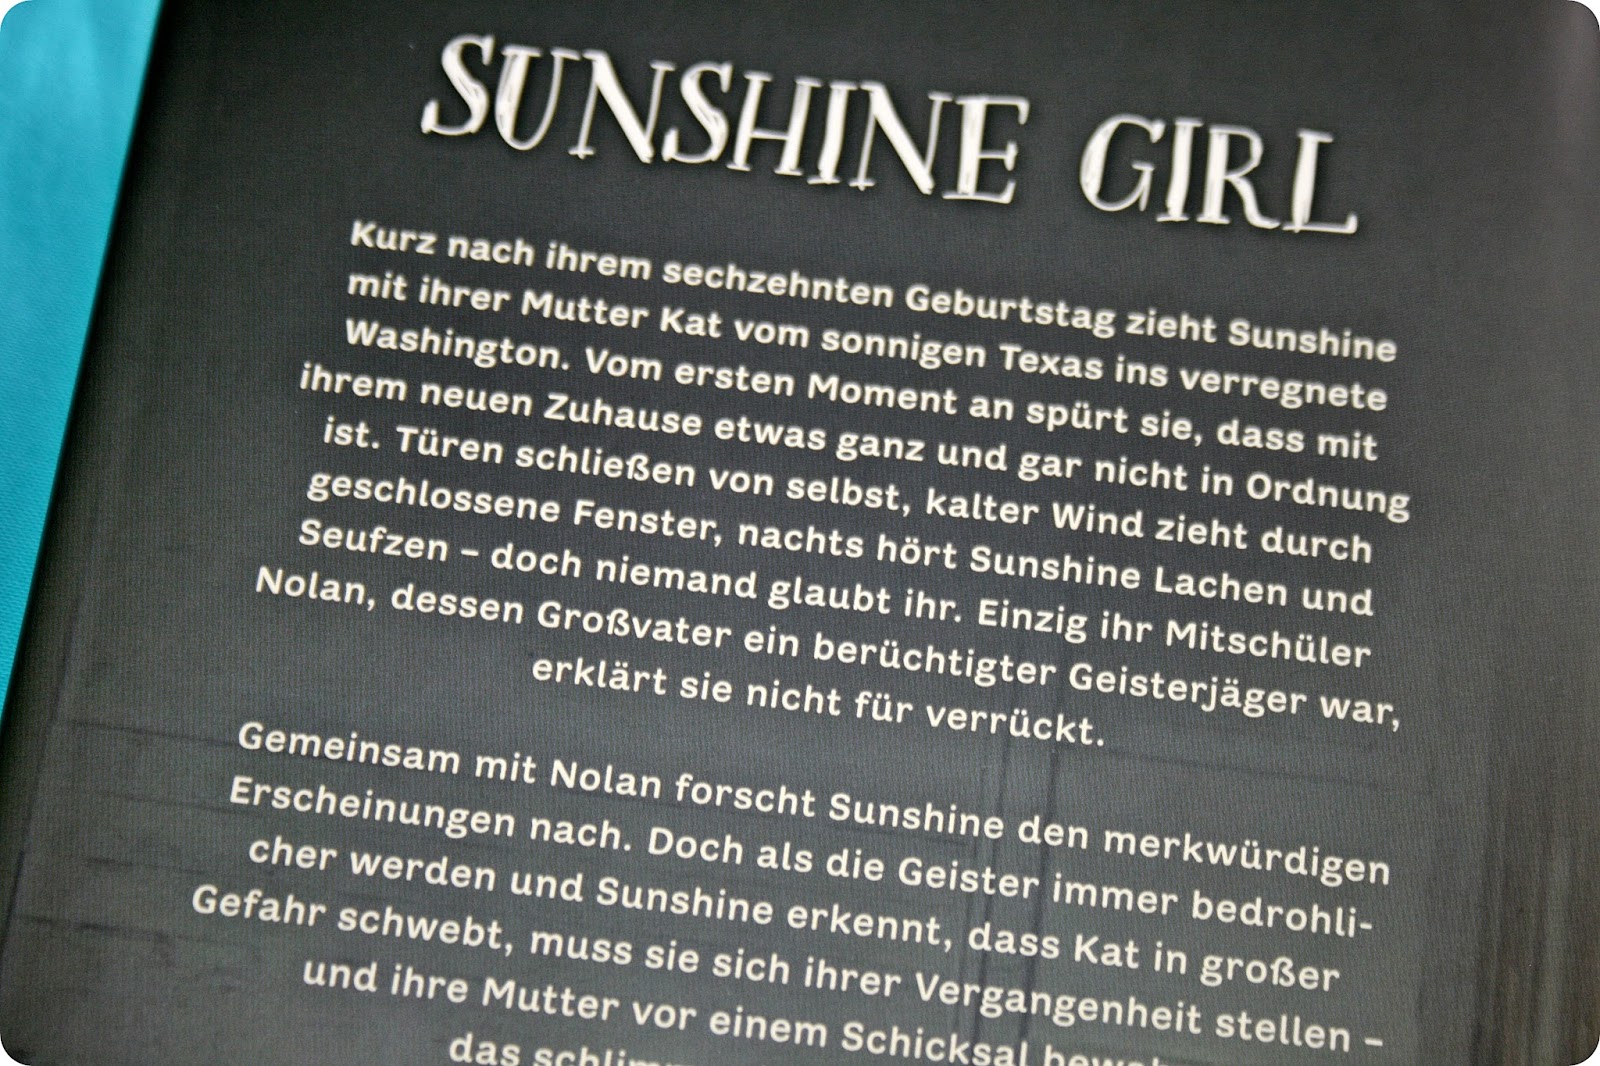 SUNSHINE GIRL
Kurz nach ihrem sechzehnten Geburtstag zieht Sunshine
mit ihrer Mutter Kat vom sonnigen Texas ins verregnete
Washington. Vom ersten Moment an spürt sie, dass mit
ihrem neuen Zuhause etwas ganz und gar nicht in Ordnung
ist. Türen schließen von selbst, kalter Wind zieht durch
geschlossene Fenster, nachts hört Sunshine Lachen und
Seufzen – doch niemand glaubt ihr. Einzig ihr Mitschüler
Nolan, dessen Großvater ein berüchtigter Geisterjäger war,
erklärt sie nicht für verrückt.
Gemeinsam mit Nolan forscht Sunshine den merkwürdigen
Erscheinungen nach. Doch als die Geister immer bedrohli-
cher werden und Sunshine erkennt, dass Kat in großer
Gefahr schwebt, muss sie sich ihrer Vergangenheit stellen –
und ihre Mutter vor einem Schicksal
das